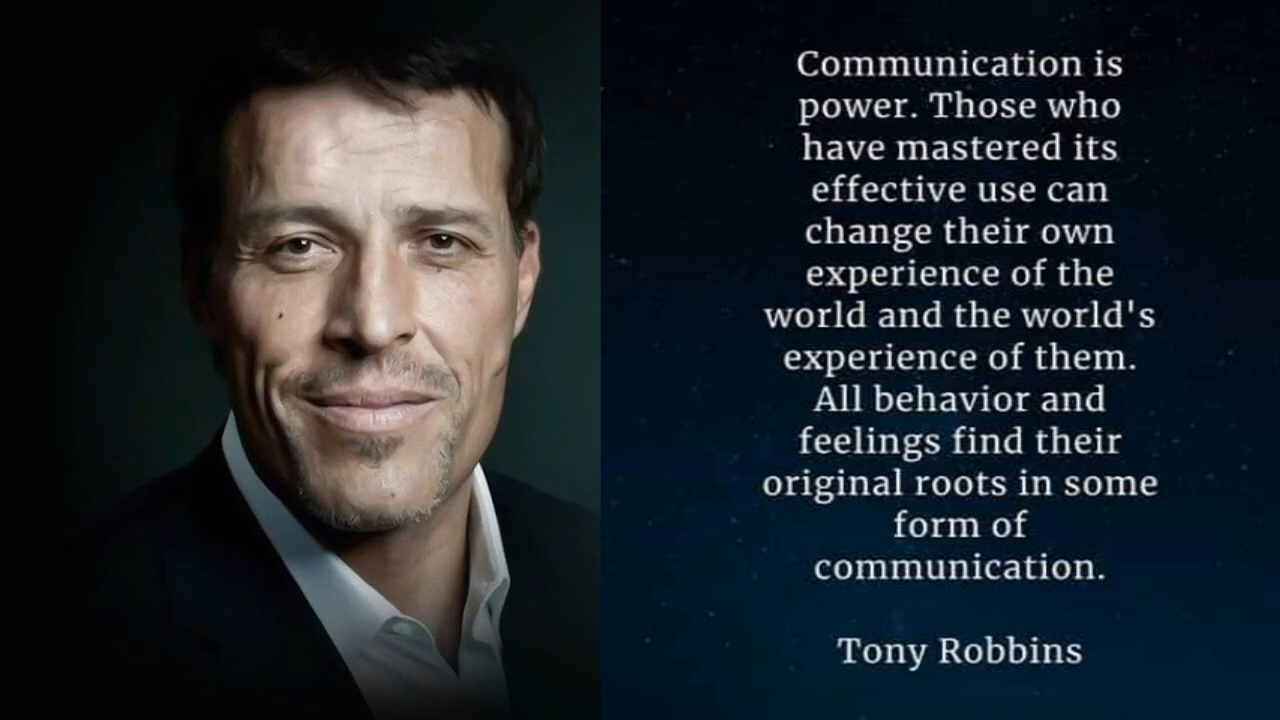 Communication is
power. Those who
have mastered its
effective use can
change their own
experience of the
world and the world's
experience of them.
All behavior and
feelings find their
original roots in some
form of
communication.
Tony Robbins